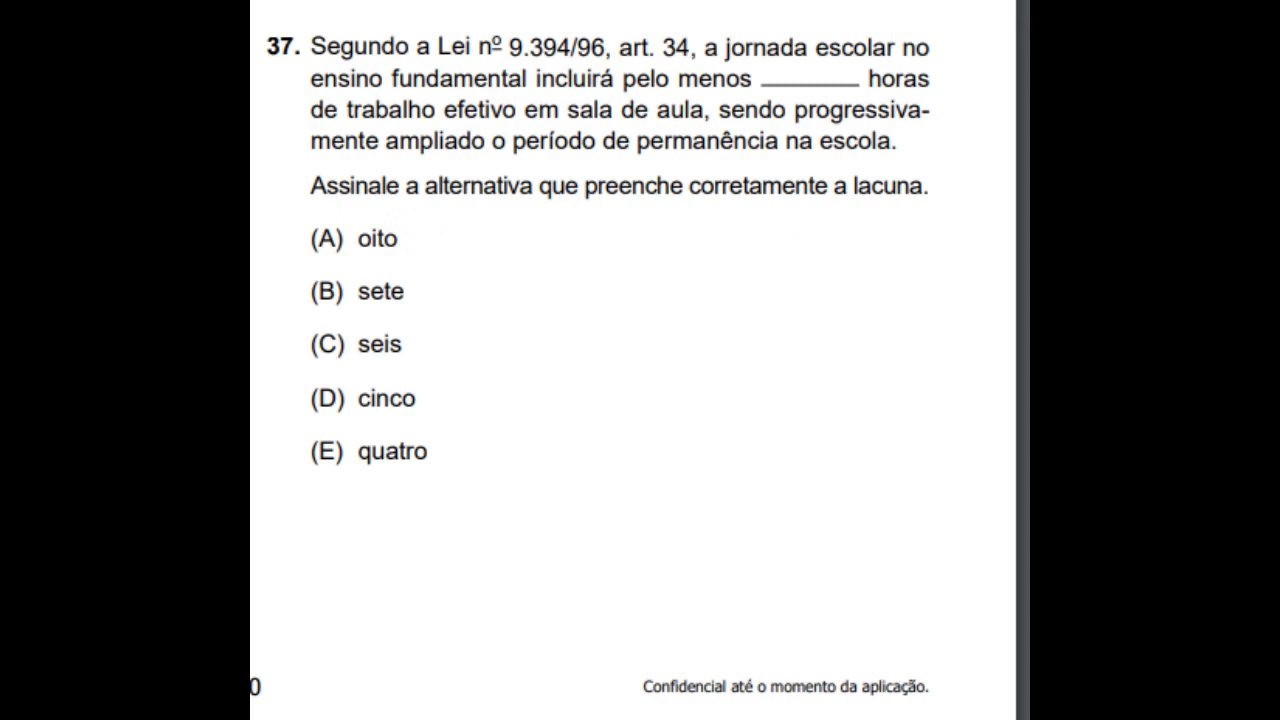 37. Segundo a Lei nº 9.394/96, art. 34, a jornada escolar no
ensino fundamental incluirá pelo menos ________ horas
de trabalho efetivo em sala de aula, sendo progressiva-
mente ampliado o período de permanência na escola.
Assinale a alternativa que preenche corretamente a lacuna.
(A) oito
(B) sete
(C) seis
(D) cinco
(E) quatro
0 Confidencial até o momento da aplicação.